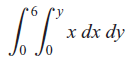 ∫₀⁶ ∫₀ʸ x dx dy